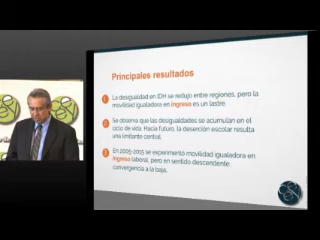 Principales resultados
1 La desigualdad en IDH se redujo entre regiones, pero la
movilidad igualadora en ingreso es un lastre.
2 Se observa que las desigualdades se acumulan en el
ciclo de vida. Hacia futuro, la deserción escolar resulta
una limitante central.
3 En 2005-2015 se experimentó movilidad igualadora en
ingreso laboral, pero en sentido descendente:
convergencia a la baja.